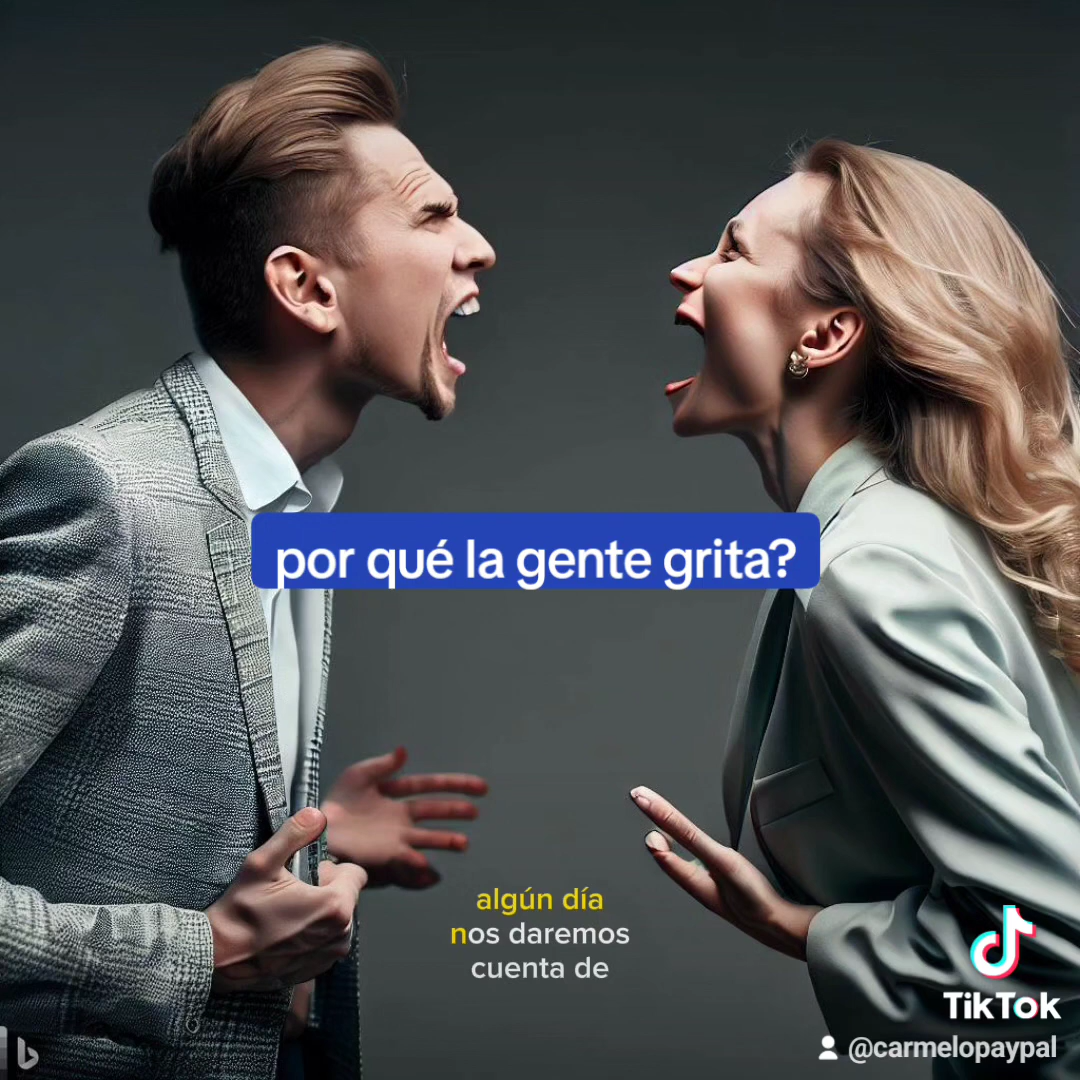 por qué la gente grita?
algún día
nos daremos
cuenta de
TikTok
@carmelopaypal